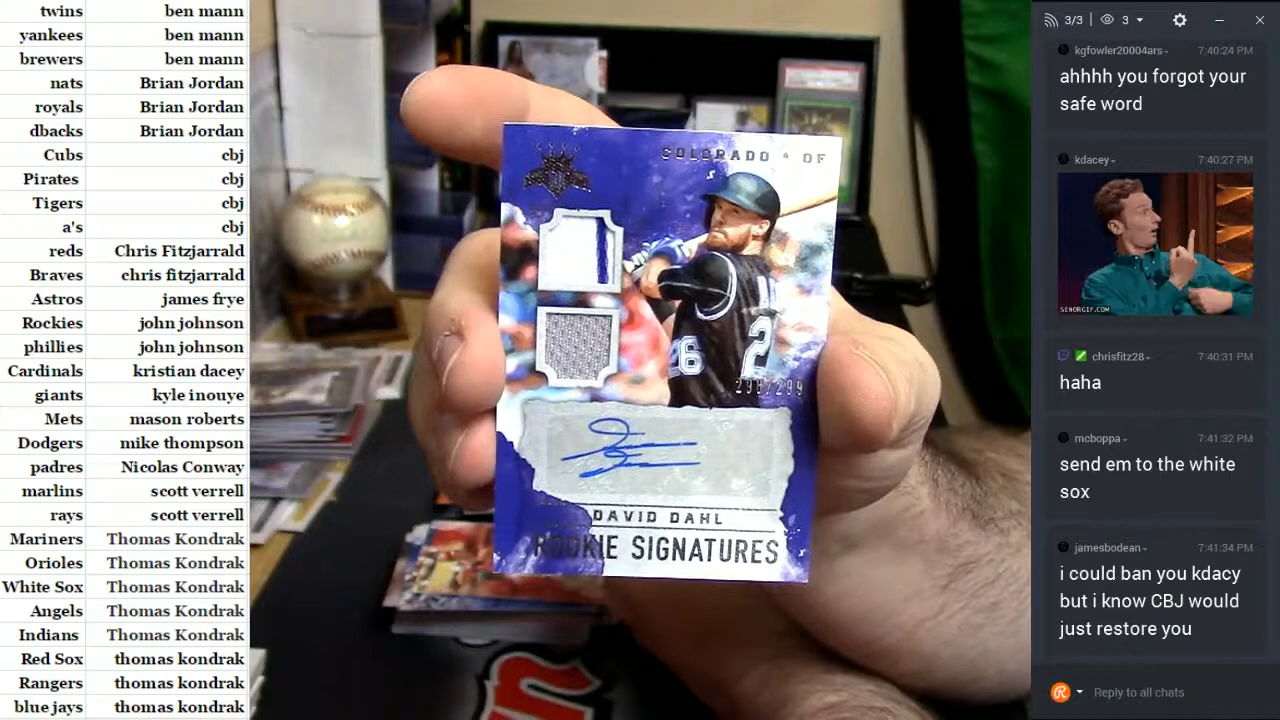 twins ben mann
yankees ben mann
brewers ben mann
nats Brian Jordan
royals Brian Jordan
dbacks Brian Jordan
Cubs cbj
Pirates cbj
Tigers cbj
a's cbj
reds Chris Fitzjarrald
Braves chris fitzjarrald
Astros james frye
Rockies john johnson
phillies john johnson
Cardinals kristian dacey
giants kyle inouye
Mets mason roberts
Dodgers mike thompson
padres Nicolas Conway
marlins scott verrell
rays scott verrell
Mariners Thomas Kondrak
Orioles Thomas Kondrak
White Sox Thomas Kondrak
Angels Thomas Kondrak
Indians Thomas Kondrak
Red Sox thomas kondrak
Rangers thomas kondrak
blue jays thomas kondrak
COLORADO * OF
26
2
DAVID DAHL
ROOKIE SIGNATURES
3/3 3
kgfowler20004ars 7:40:24 PM
ahhhh you forgot your
safe word
kdacey 7:40:27 PM
SENORGIF.COM
chrisfitz28 7:40:31 PM
haha
mcboppa 7:41:32 PM
send em to the white
sox
jamesbodean 7:41:34 PM
i could ban you kdacy
but i know CBJ would
just restore you
Reply to all chats